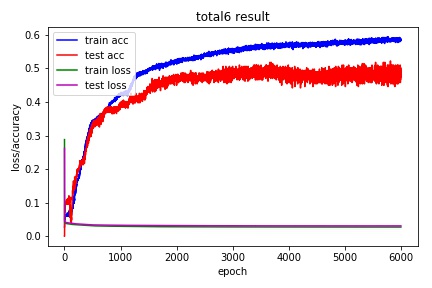 total6 result
train acc
test acc
train loss
test loss
0.6
0.5
0.4
0.3
0.2
0.1
0.0
loss/accuracy
0 1000 2000 3000 4000 5000 6000
epoch